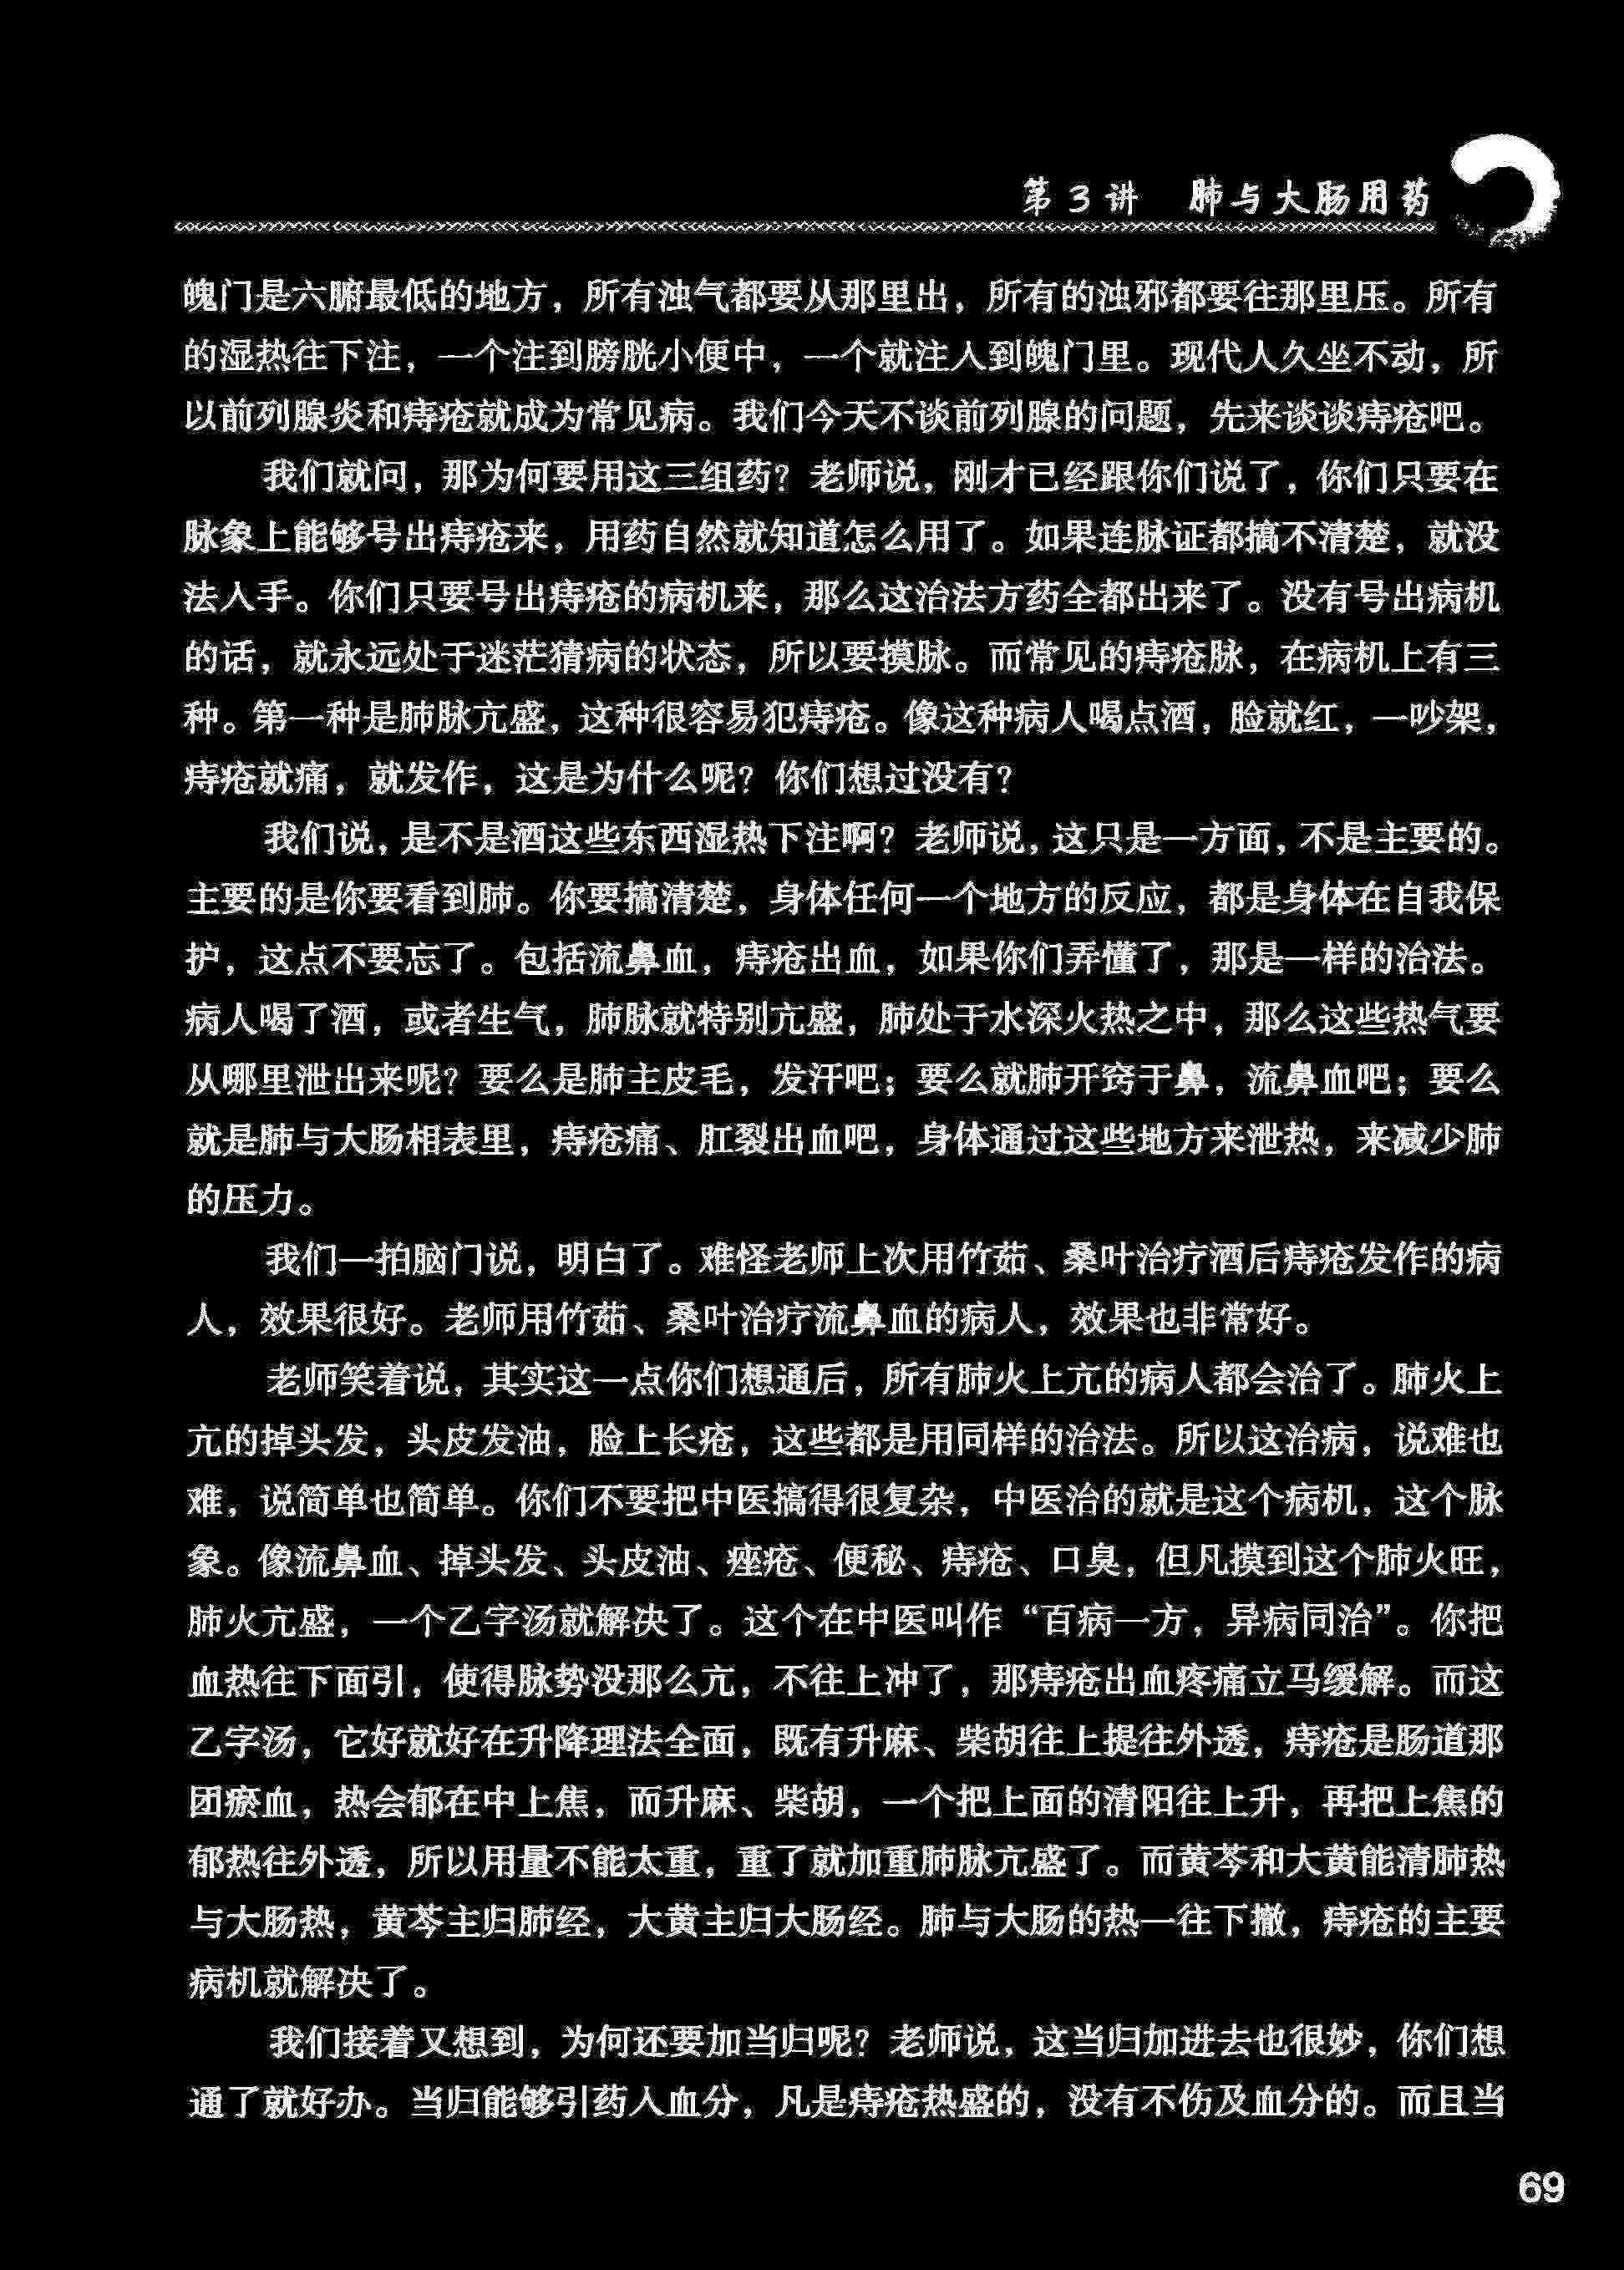 第3讲 肺与大肠用药
魄门是六腑最低的地方，所有浊气都要从那里出，所有的浊邪都要往那里压。所有
的湿热往下注，一个注到膀胱小便中，一个就注入到魄门里。现代人久坐不动，所
以前列腺炎和痔疮就成为常见病。我们今天不谈前列腺的问题，先来谈谈痔疮吧。
我们就问，那为何要用这三组药？老师说，刚才已经跟你们说了，你们只要在
脉象上能够号出痔疮来，用药自然就知道怎么用了。如果连脉证都搞不清楚，就没
法入手。你们只要号出痔疮的病机来，那么这治法方药全都出来了。没有号出病机
的话，就永远处于迷茫猜病的状态，所以要摸脉。而常见的痔疮脉，在病机上有三
种。第一种是肺脉亢盛，这种很容易犯痔疮。像这种病人喝点酒，脸就红，一吵架，
痔疮就痛，就发作，这是为什么呢？你们想过没有？
我们说，是不是酒这些东西湿热下注啊？老师说，这只是一方面，不是主要的。
主要的是你要看到肺。你要搞清楚，身体任何一个地方的反应，都是身体在自我保
护，这点不要忘了。包括流鼻血，痔疮出血，如果你们弄懂了，那是一样的治法。
病人喝了酒，或者生气，肺脉就特别亢盛，肺处于水深火热之中，那么这些热气要
从哪里泄出来呢？要么是肺主皮毛，发汗吧；要么就肺开窍于鼻，流鼻血吧；要么
就是肺与大肠相表里，痔疮痛、肛裂出血吧，身体通过这些地方来泄热，来减少肺
的压力。
我们一拍脑门说，明白了。难怪老师上次用竹茹、桑叶治疗酒后痔疮发作的病
人，效果很好。老师用竹茹、桑叶治疗流鼻血的病人，效果也非常好。
老师笑着说，其实这一点你们想通后，所有肺火上亢的病人都会治了。肺火上
亢的掉头发，头皮发油，脸上长疮，这些都是用同样的治法。所以这治病，说难也
难，说简单也简单。你们不要把中医搞得很复杂，中医治的就是这个病机，这个脉
象。像流鼻血、掉头发、头皮油、痤疮、便秘、痔疮、口臭，但凡摸到这个肺火旺，
肺火亢盛，一个乙字汤就解决了。这个在中医叫作“百病一方，异病同治”。你把
血热往下面引，使得脉势没那么亢，不往上冲了，那痔疮出血疼痛立马缓解。而这
乙字汤，它好就好在升降理法全面，既有升麻、柴胡往上提往外透，痔疮是肠道那
团瘀血，热会郁在中上焦，而升麻、柴胡，一个把上面的清阳往上升，再把上焦的
郁热往外透，所以用量不能太重，重了就加重肺脉亢盛了。而黄芩和大黄能清肺热
与大肠热，黄芩主归肺经，大黄主归大肠经。肺与大肠的热一往下撤，痔疮的主要
病机就解决了。
我们接着又想到，为何还要加当归呢？老师说，这当归加进去也很妙，你们想
通了就好办。当归能够引药入血分，凡是痔疮热盛的，没有不伤及血分的。而且当
69